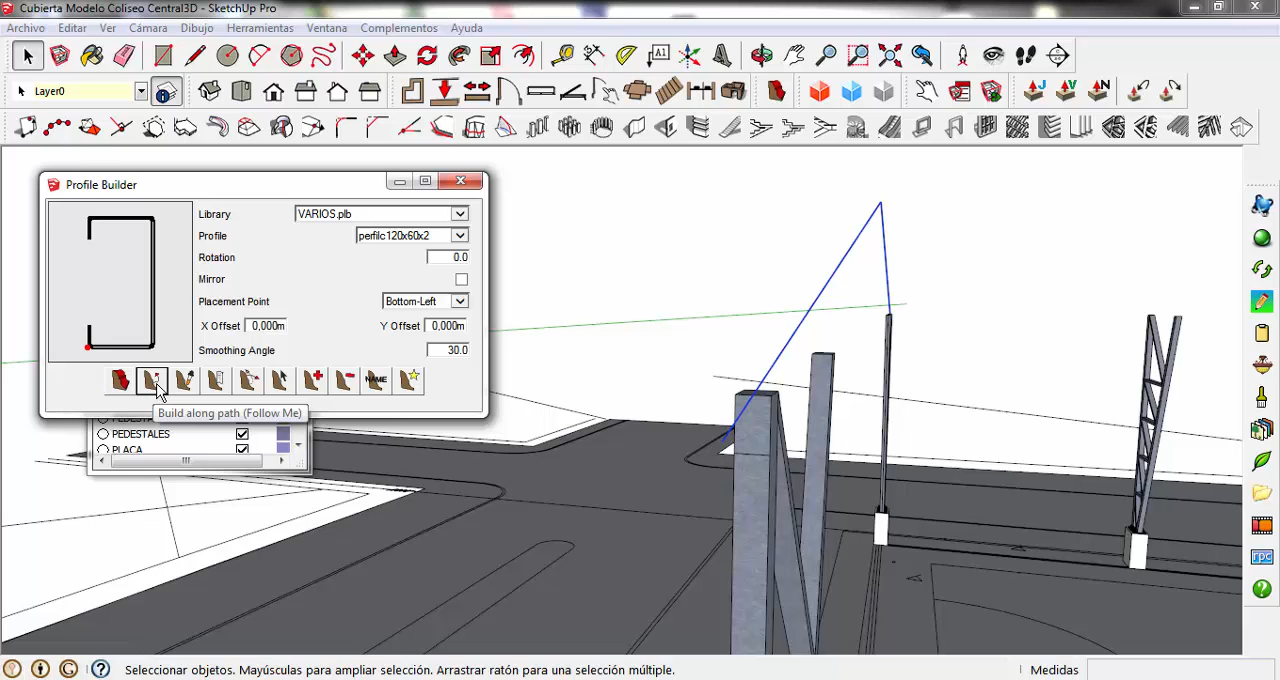 Cubierta Modelo Coliseo Central3D - SketchUp Pro
Archivo Editar Ver Cámara Dibujo Herramientas Ventana Complementos Ayuda
A1
Layer0
J V N
Profile Builder
Library VARIOS.plb
Profile perfilc120x60x2
Rotation 0.0
Mirror
Placement Point Bottom-Left
X Offset 0,000m Y Offset 0,000m
Smoothing Angle 30.0
NAME
Build along path (Follow Me)
PEDESTALES
PLACA
rpc
Seleccionar objetos. Mayúsculas para ampliar selección. Arrastrar ratón para una selección múltiple.
Medidas